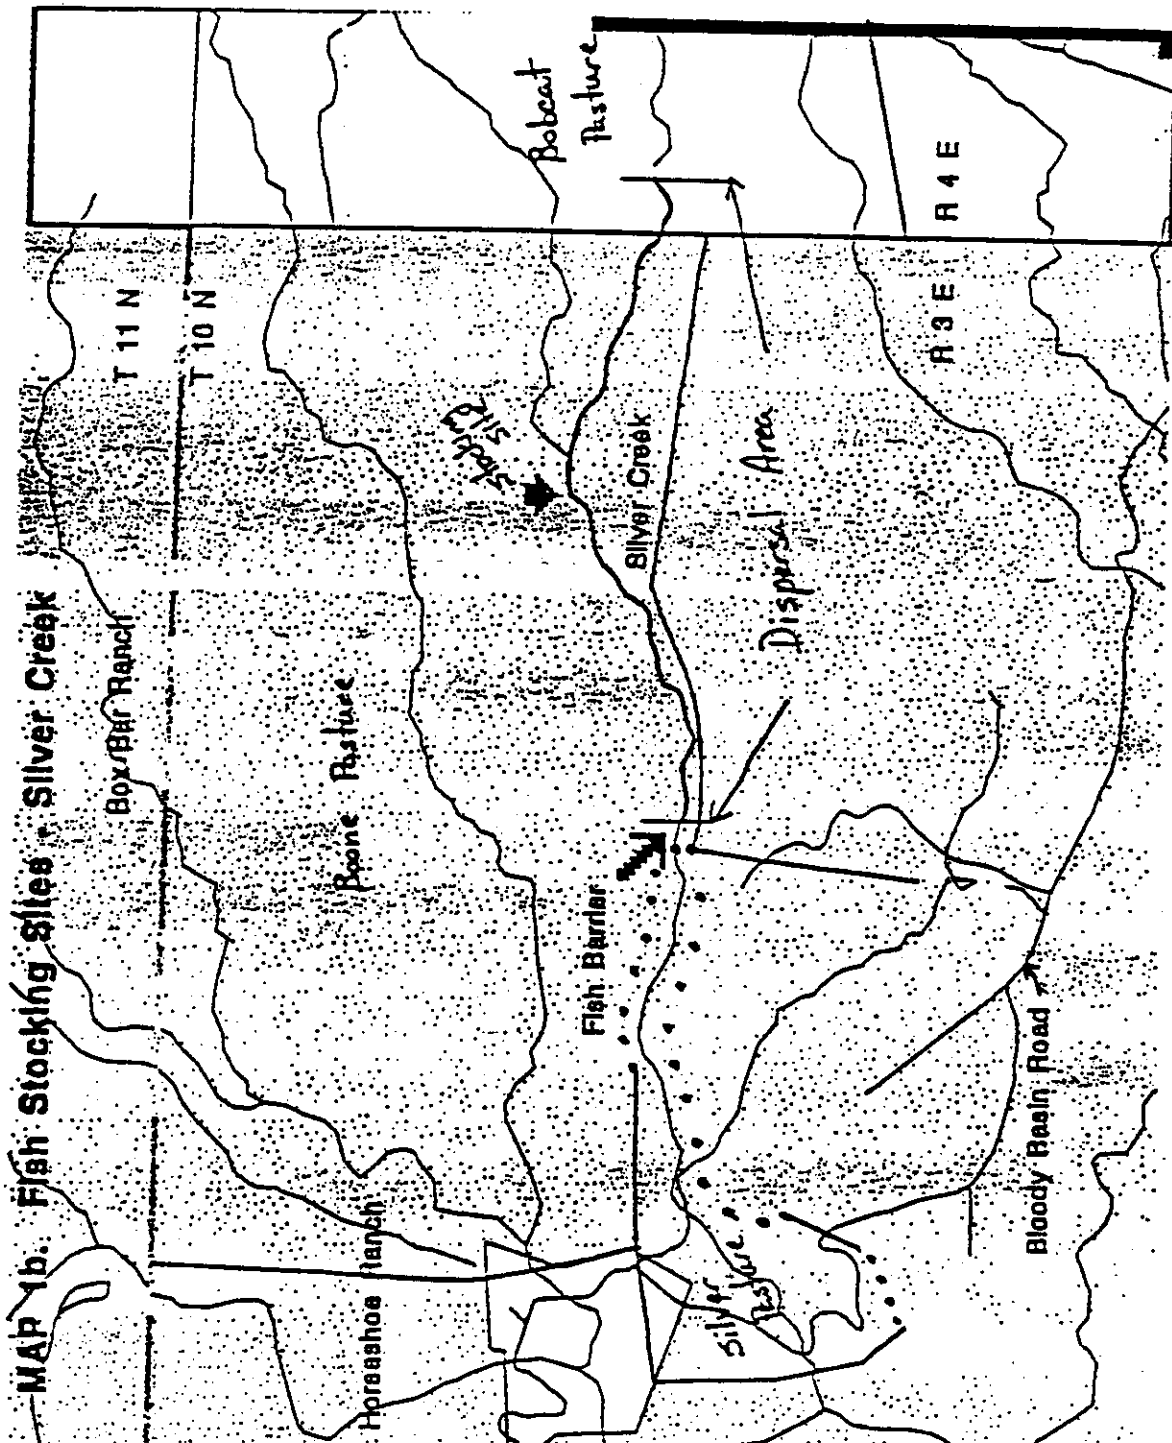 MAP 1b. Fish Stocking Sites - Silver Creek
Box Bar Ranch
T 11 N
T 10 N
Boone Pasture
Horseshoe Ranch
Stocking
Site
Bobcat
Pasture
Fish Barrier
Silver Creek
Silver
Pasture
Dispersal Area
R 3 E
R 4 E
Bloody Basin Road